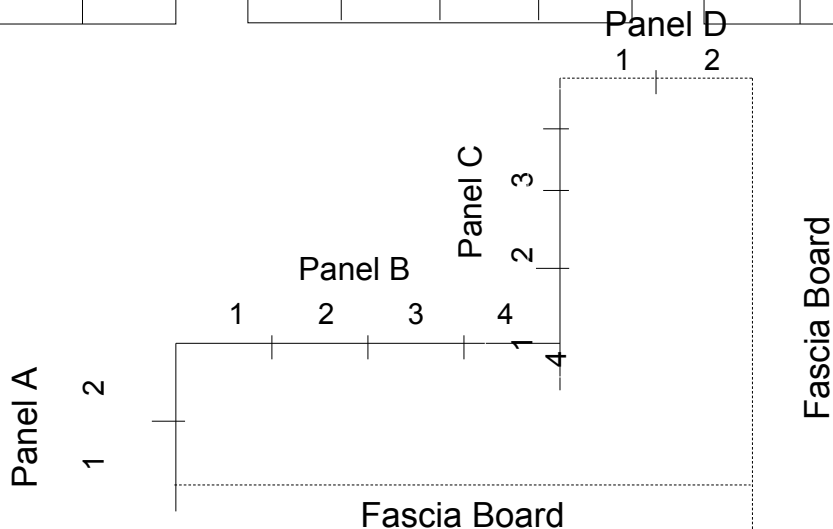 Panel D
1 2
Panel C
3
2
1
4
Panel B
1 2 3 4
Panel A
2
1
Fascia Board
Fascia Board